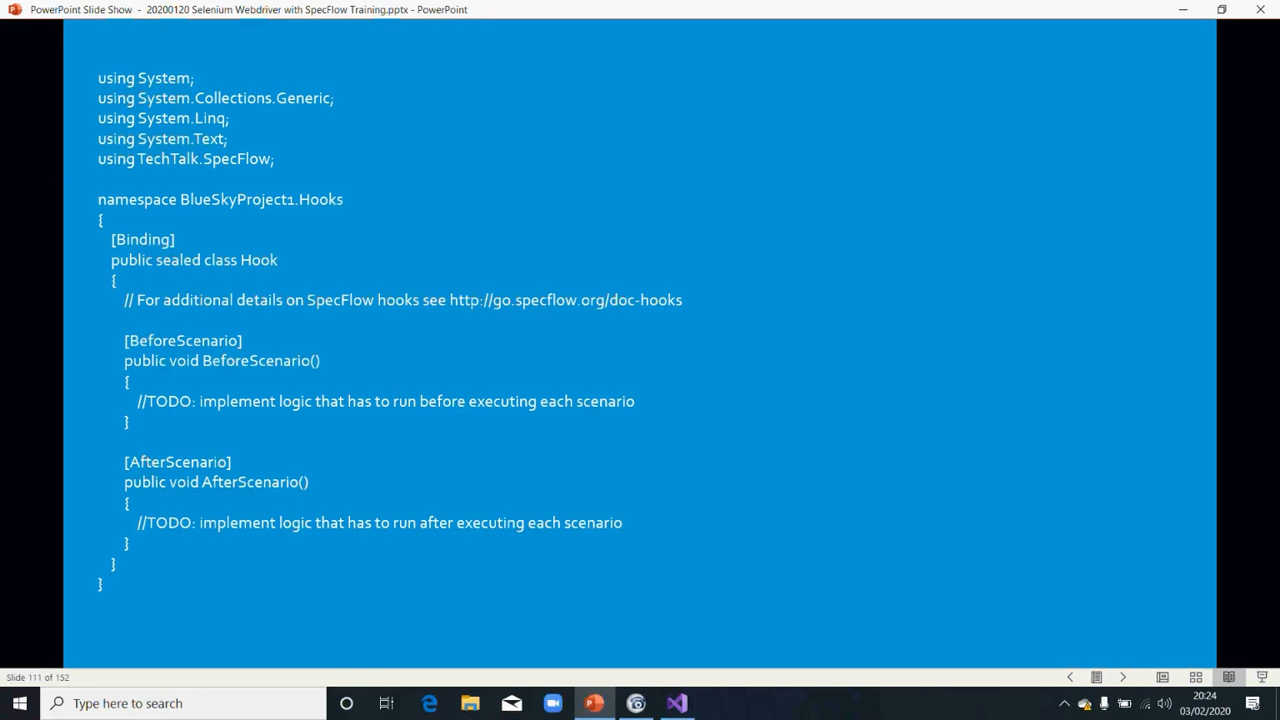 PowerPoint Slide Show - 20200120 Selenium Webdriver with SpecFlow Training.pptx - PowerPoint
using System;
using System.Collections.Generic;
using System.Linq;
using System.Text;
using TechTalk.SpecFlow;
namespace BlueSkyProject1.Hooks
{
[Binding]
public sealed class Hook
{
// For additional details on SpecFlow hooks see http://go.specflow.org/doc-hooks
[BeforeScenario]
public void BeforeScenario()
{
//TODO: implement logic that has to run before executing each scenario
}
[AfterScenario]
public void AfterScenario()
{
//TODO: implement logic that has to run after executing each scenario
}
}
}
Slide 111 of 152
Type here to search
20:24
03/02/2020